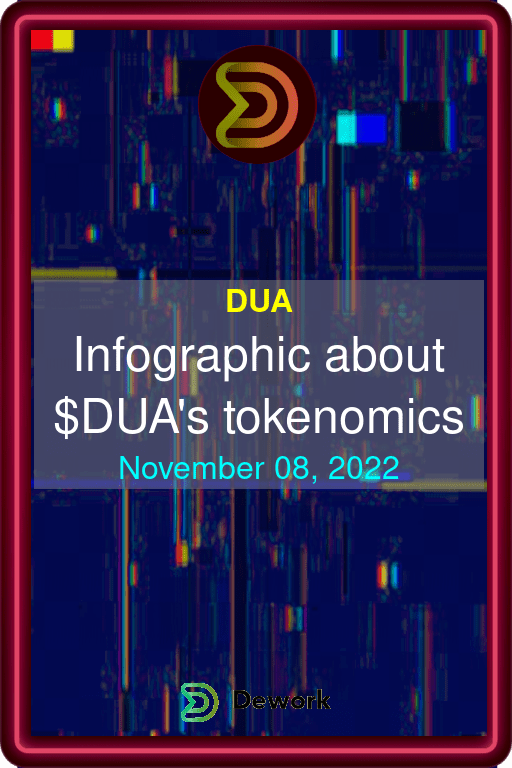 DUA
Infographic about
$DUA's tokenomics
November 08, 2022
Dework